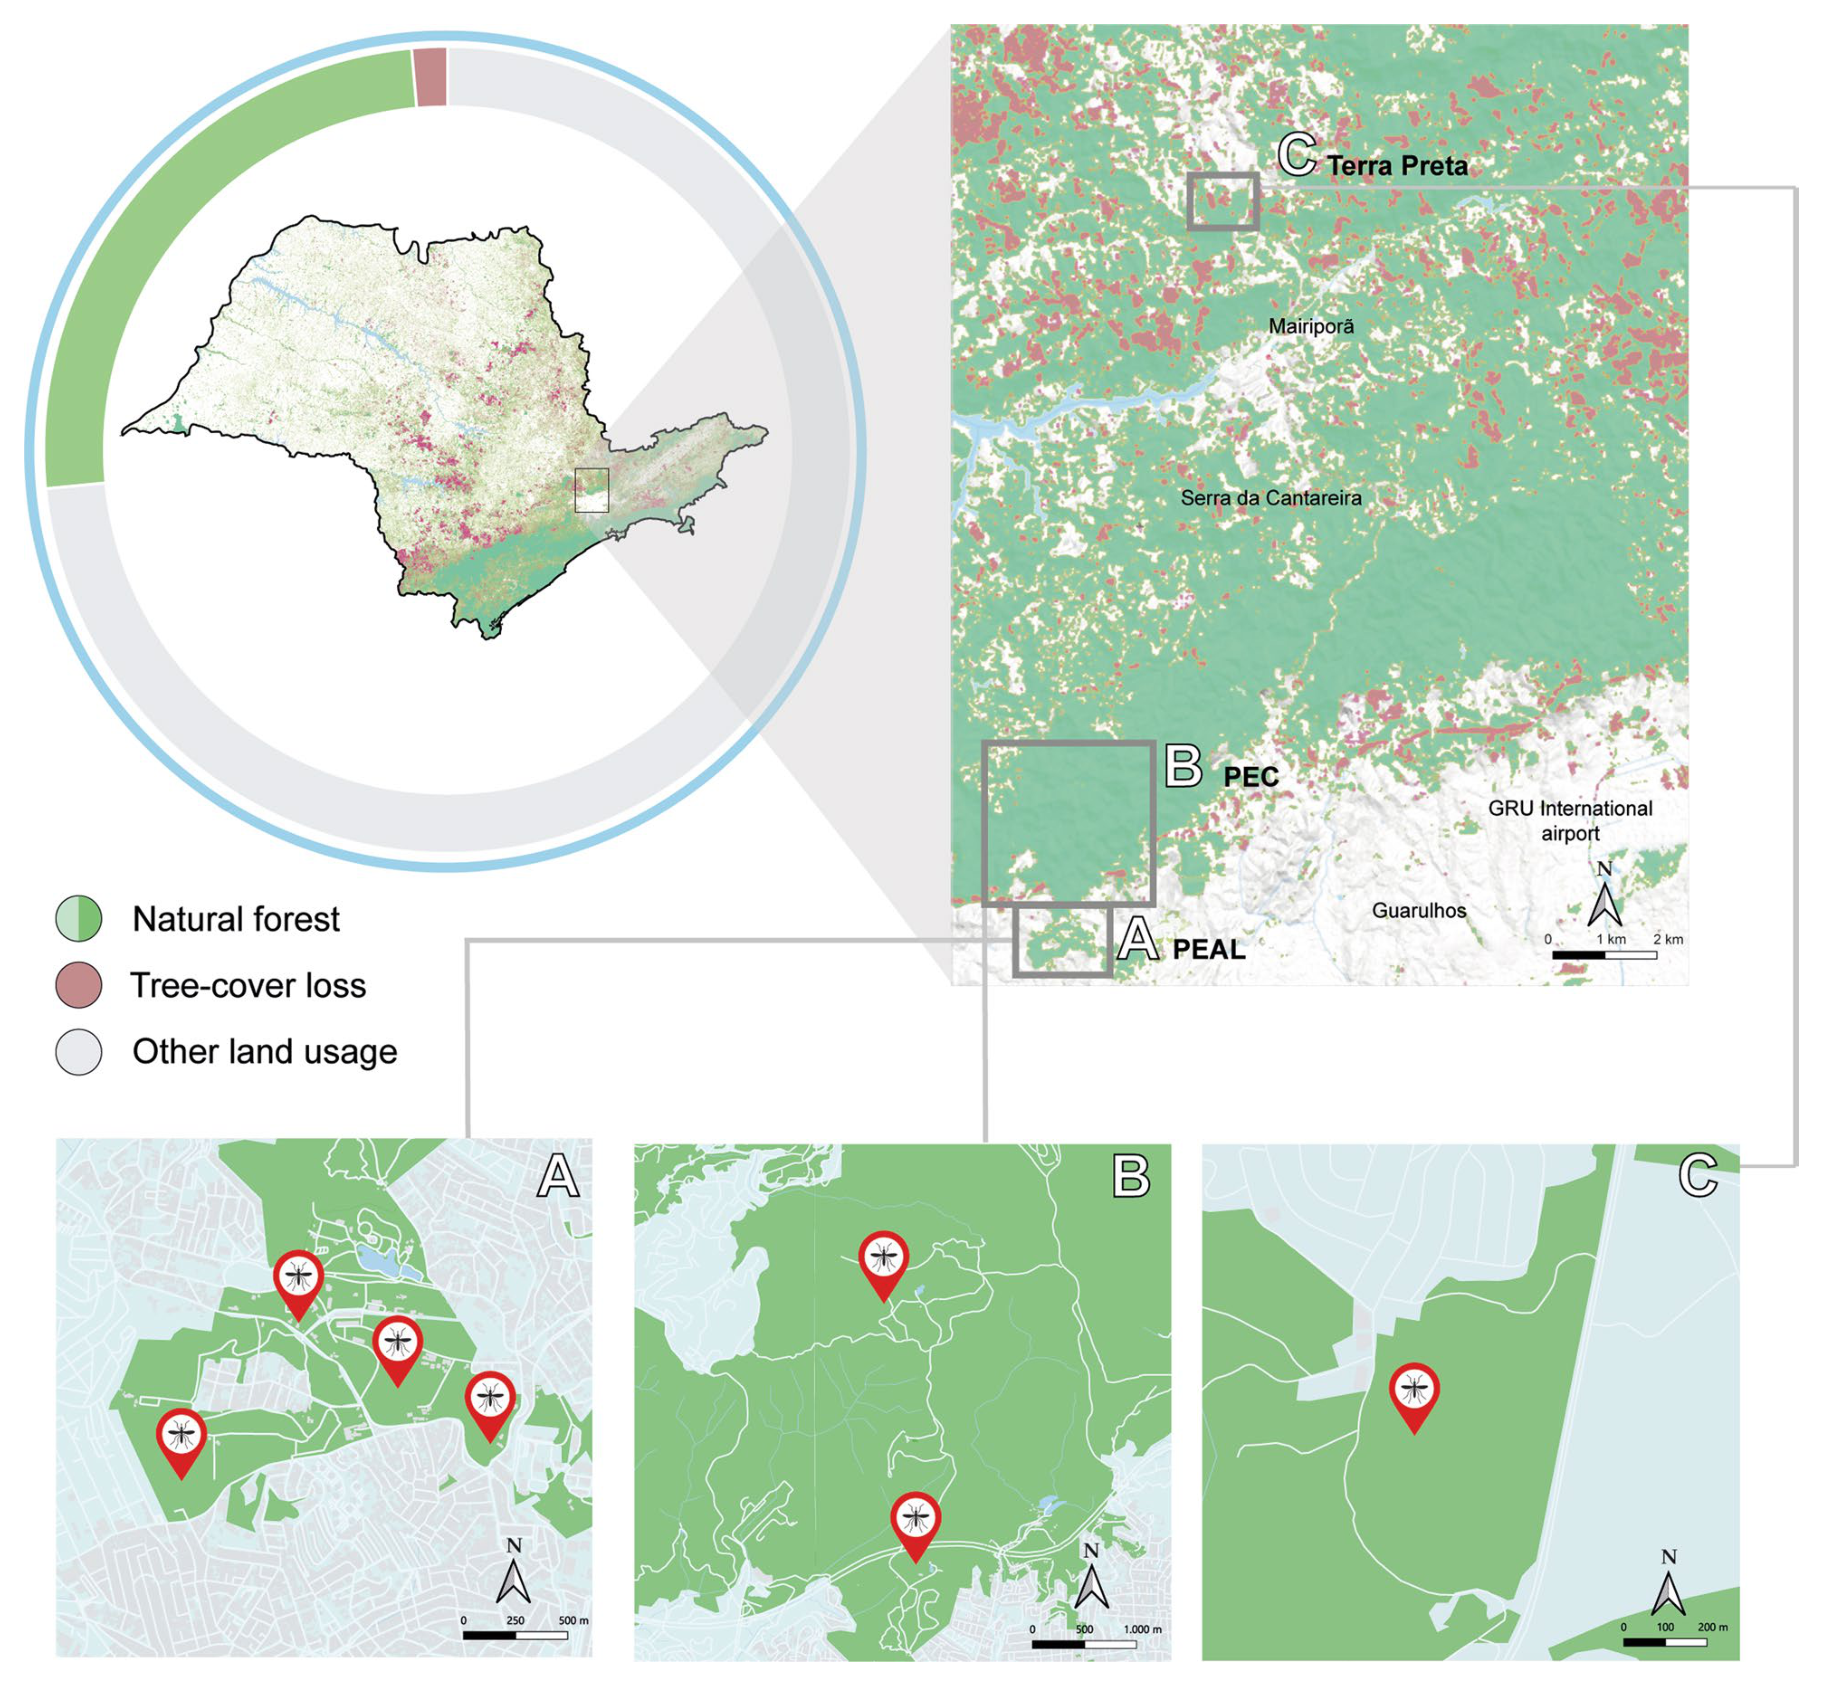 C Terra Preta
Mairiporã
Serra da Cantareira
B PEC
GRU International
airport
N
Guarulhos
0 1 km 2 km
A PEAL
Natural forest
Tree-cover loss
Other land usage
A
N
0 250 500 m
B
N
0 500 1.000 m
C
N
0 100 200 m